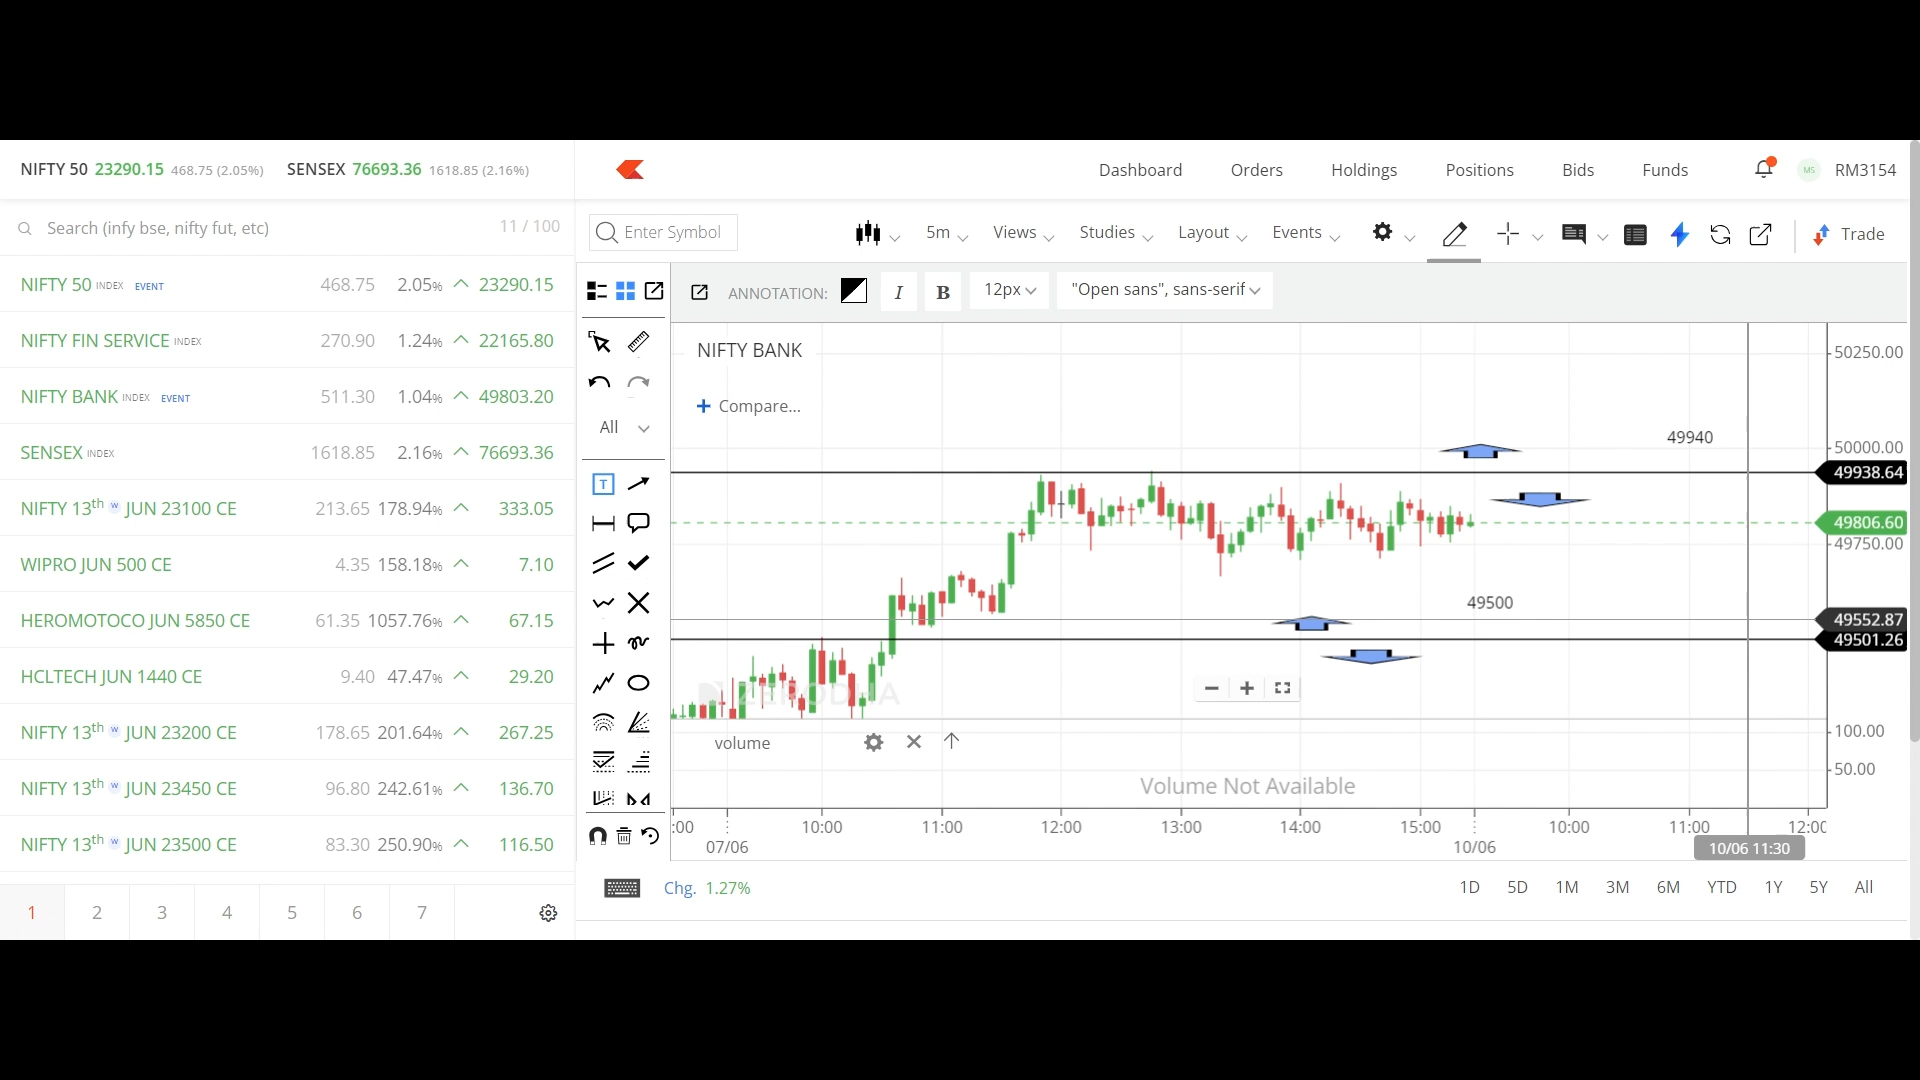 NIFTY 50 23290.15 468.75 (2.05%) SENSEX 76693.36 1618.85 (2.16%)
Dashboard Orders Holdings Positions Bids Funds MS RM3154
Search (infy bse, nifty fut, etc) 11 / 100
Enter Symbol 5m Views Studies Layout Events Trade
NIFTY 50 INDEX EVENT 468.75 2.05% 23290.15
NIFTY FIN SERVICE INDEX 270.90 1.24% 22165.80
NIFTY BANK INDEX EVENT 511.30 1.04% 49803.20
SENSEX INDEX 1618.85 2.16% 76693.36
NIFTY 13th w JUN 23100 CE 213.65 178.94% 333.05
WIPRO JUN 500 CE 4.35 158.18% 7.10
HEROMOTOCO JUN 5850 CE 61.35 1057.76% 67.15
HCLTECH JUN 1440 CE 9.40 47.47% 29.20
NIFTY 13th w JUN 23200 CE 178.65 201.64% 267.25
NIFTY 13th w JUN 23450 CE 96.80 242.61% 136.70
NIFTY 13th w JUN 23500 CE 83.30 250.90% 116.50
1 2 3 4 5 6 7
ANNOTATION: I B 12px "Open sans", sans-serif
All
T
NIFTY BANK
+ Compare...
50250.00
49940
50000.00
49938.64
49806.60
49750.00
49500
49552.87
49501.26
ZERODHA
volume
100.00
50.00
Volume Not Available
:00 10:00 11:00 12:00 13:00 14:00 15:00 10:00 11:00 12:00
07/06 10/06 10/06 11:30
Chg. 1.27% 1D 5D 1M 3M 6M YTD 1Y 5Y All